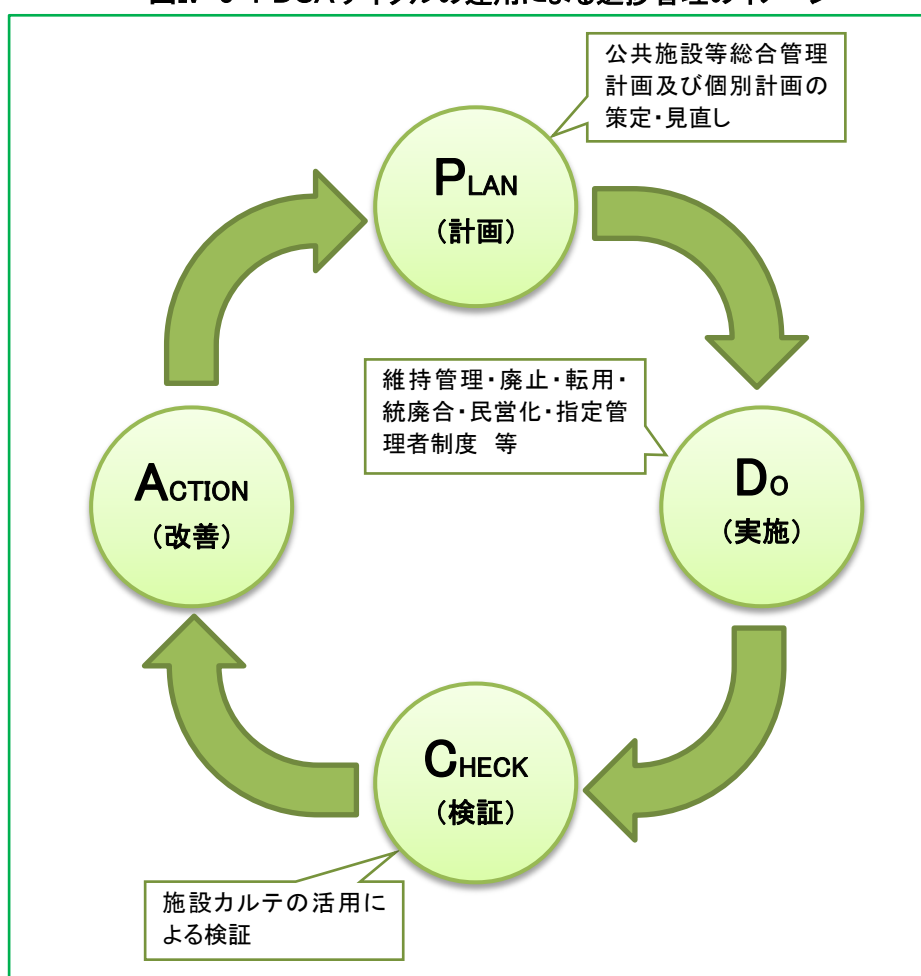 公共施設等総合管理
計画及び個別計画の
策定・見直し
PLAN
（計画）
維持管理・廃止・転用・
統廃合・民営化・指定管
理者制度　等
DO
（実施）
ACTION
（改善）
CHECK
（検証）
施設カルテの活用に
よる検証